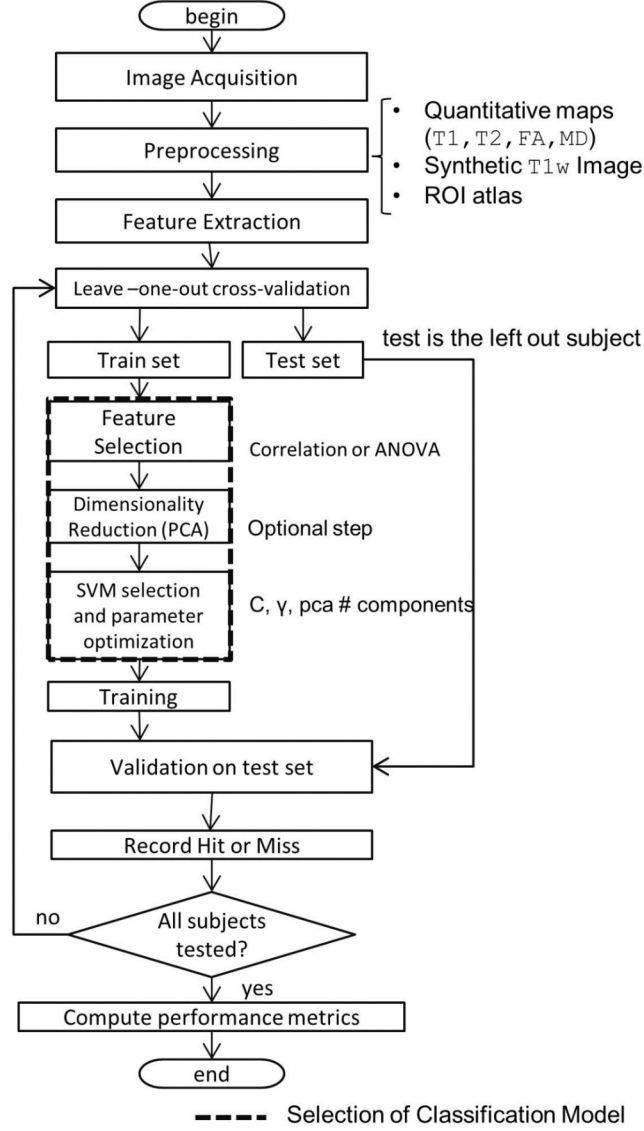 begin
Image Acquisition
Preprocessing
• Quantitative maps
(T1,T2,FA,MD)
• Synthetic T1w Image
• ROI atlas
Feature Extraction
Leave –one-out cross-validation
Train set
Test set
test is the left out subject
Feature
Selection
Correlation or ANOVA
Dimensionality
Reduction (PCA)
Optional step
SVM selection
and parameter
optimization
C, γ, pca # components
Training
Validation on test set
Record Hit or Miss
All subjects
tested?
no
yes
Compute performance metrics
end
Selection of Classification Model